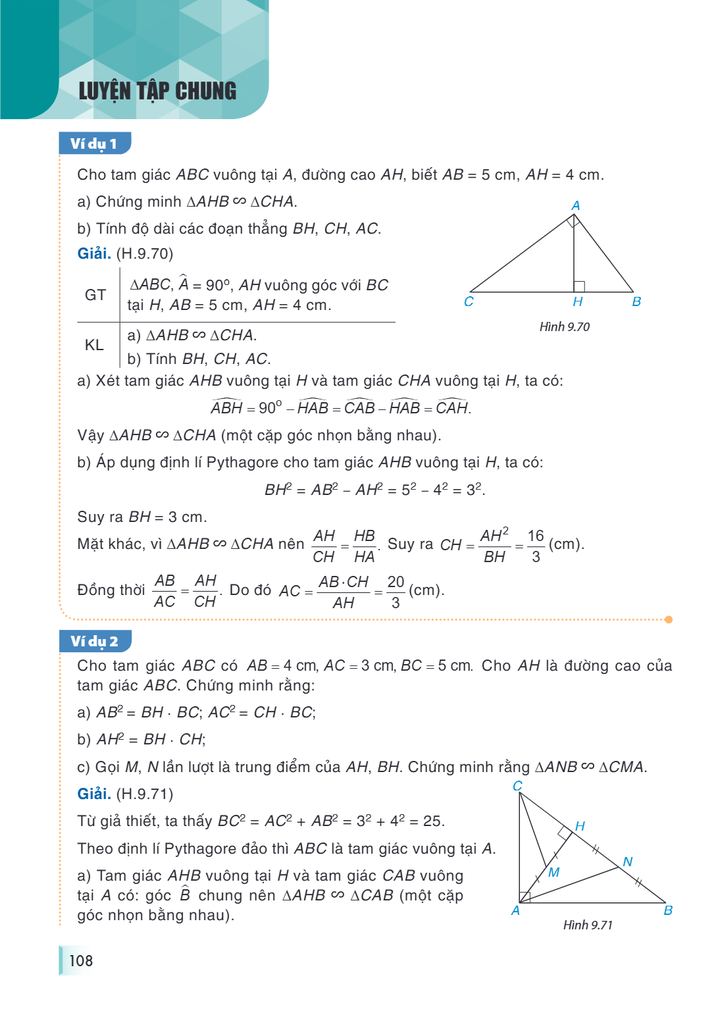 LUYỆN TẬP CHUNG
Ví dụ 1
Cho tam giác ABC vuông tại A, đường cao AH, biết AB = 5 cm, AH = 4 cm.
a) Chứng minh ΔAHB ∽ ΔCHA.
b) Tính độ dài các đoạn thẳng BH, CH, AC.
Giải. (H.9.70)
GT
ΔABC, Â = 90°, AH vuông góc với BC
tại H, AB = 5 cm, AH = 4 cm.
KL
a) ΔAHB ∽ ΔCHA.
b) Tính BH, CH, AC.
A
C H B
Hình 9.70
a) Xét tam giác AHB vuông tại H và tam giác CHA vuông tại H, ta có:
\widehat{ABH} = 90° − \widehat{HAB} = \widehat{CAB} − \widehat{HAB} = \widehat{CAH}.
Vậy ΔAHB ∽ ΔCHA (một cặp góc nhọn bằng nhau).
b) Áp dụng định lí Pythagore cho tam giác AHB vuông tại H, ta có:
BH² = AB² − AH² = 5² − 4² = 3².
Suy ra BH = 3 cm.
Mặt khác, vì ΔAHB ∽ ΔCHA nên AH/CH = HB/HA. Suy ra CH = AH²/BH = 16/3 (cm).
Đồng thời AB/AC = AH/CH. Do đó AC = AB·CH/AH = 20/3 (cm).
Ví dụ 2
Cho tam giác ABC có AB = 4 cm, AC = 3 cm, BC = 5 cm. Cho AH là đường cao của
tam giác ABC. Chứng minh rằng:
a) AB² = BH · BC; AC² = CH · BC;
b) AH² = BH · CH;
c) Gọi M, N lần lượt là trung điểm của AH, BH. Chứng minh rằng ΔANB ∽ ΔCMA.
Giải. (H.9.71)
Từ giả thiết, ta thấy BC² = AC² + AB² = 3² + 4² = 25.
Theo định lí Pythagore đảo thì ABC là tam giác vuông tại A.
a) Tam giác AHB vuông tại H và tam giác CAB vuông
tại A có: góc B̂ chung nên ΔAHB ∽ ΔCAB (một cặp
góc nhọn bằng nhau).
C
H
N
M
A B
Hình 9.71
108